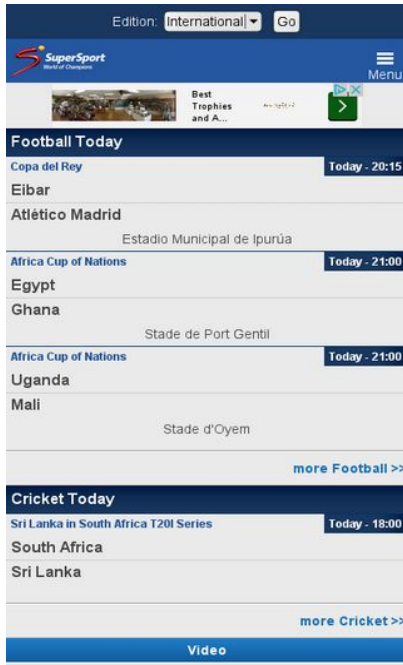 Edition: International Go
SuperSport
World of Champions
Menu
Best
Trophies
and A...
Football Today
Copa del Rey Today - 20:15
Eibar
Atlético Madrid
Estadio Municipal de Ipurúa
Africa Cup of Nations Today - 21:00
Egypt
Ghana
Stade de Port Gentil
Africa Cup of Nations Today - 21:00
Uganda
Mali
Stade d'Oyem
more Football >>
Cricket Today
Sri Lanka in South Africa T20I Series Today - 18:00
South Africa
Sri Lanka
more Cricket >>
Video